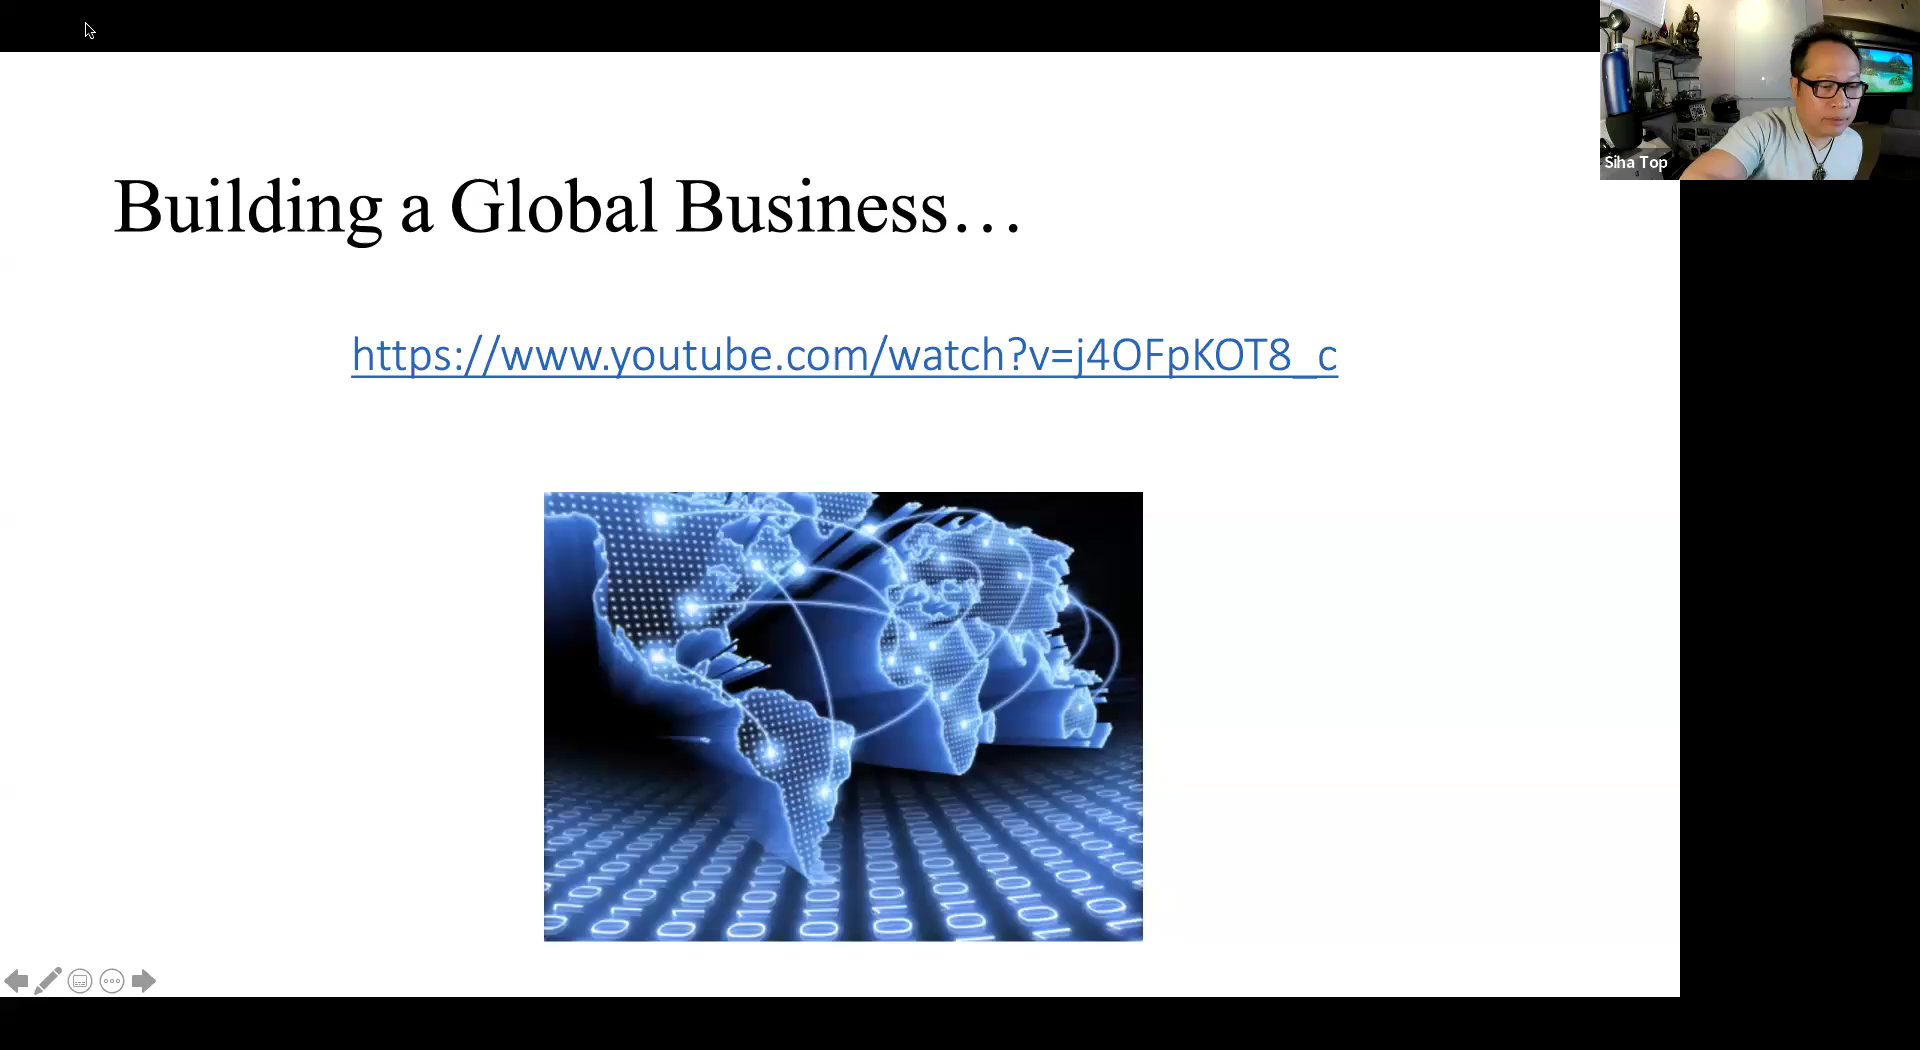 Siha Top
Building a Global Business…
https://www.youtube.com/watch?v=j4OFpKOT8_c